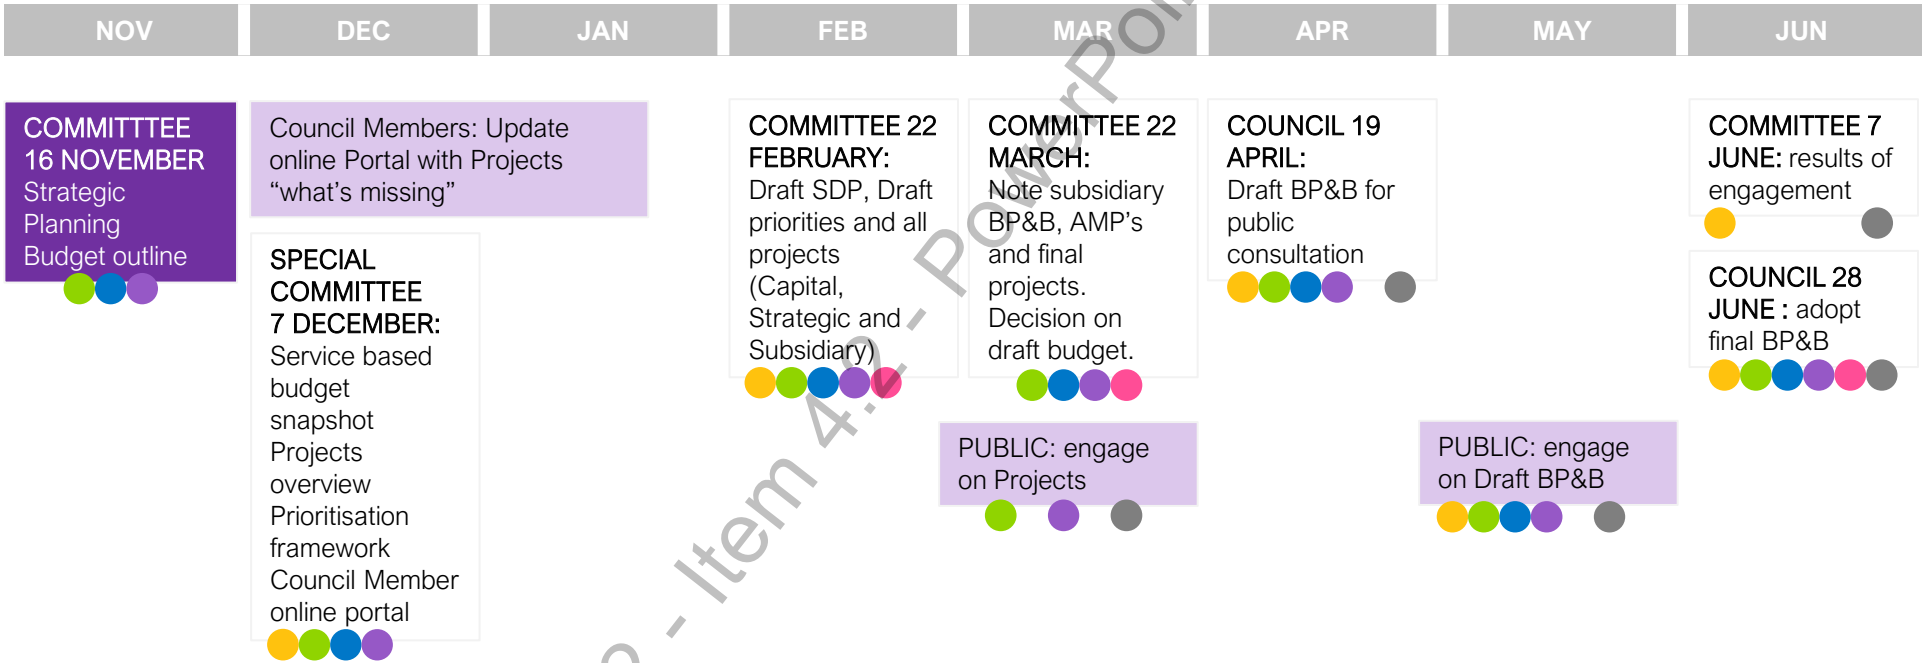 NOV DEC JAN FEB MAR APR MAY JUN
COMMITTTEE
16 NOVEMBER
Strategic
Planning
Budget outline
Council Members: Update
online Portal with Projects
“what’s missing”
SPECIAL
COMMITTEE
7 DECEMBER:
Service based
budget
snapshot
Projects
overview
Prioritisation
framework
Council Member
online portal
COMMITTEE 22
FEBRUARY:
Draft SDP, Draft
priorities and all
projects
(Capital,
Strategic and
Subsidiary)
COMMITTEE 22
MARCH:
Note subsidiary
BP&B, AMP’s
and final
projects.
Decision on
draft budget.
PUBLIC: engage
on Projects
COUNCIL 19
APRIL:
Draft BP&B for
public
consultation
PUBLIC: engage
on Draft BP&B
COMMITTEE 7
JUNE: results of
engagement
COUNCIL 28
JUNE : adopt
final BP&B
- Item 4.2 -